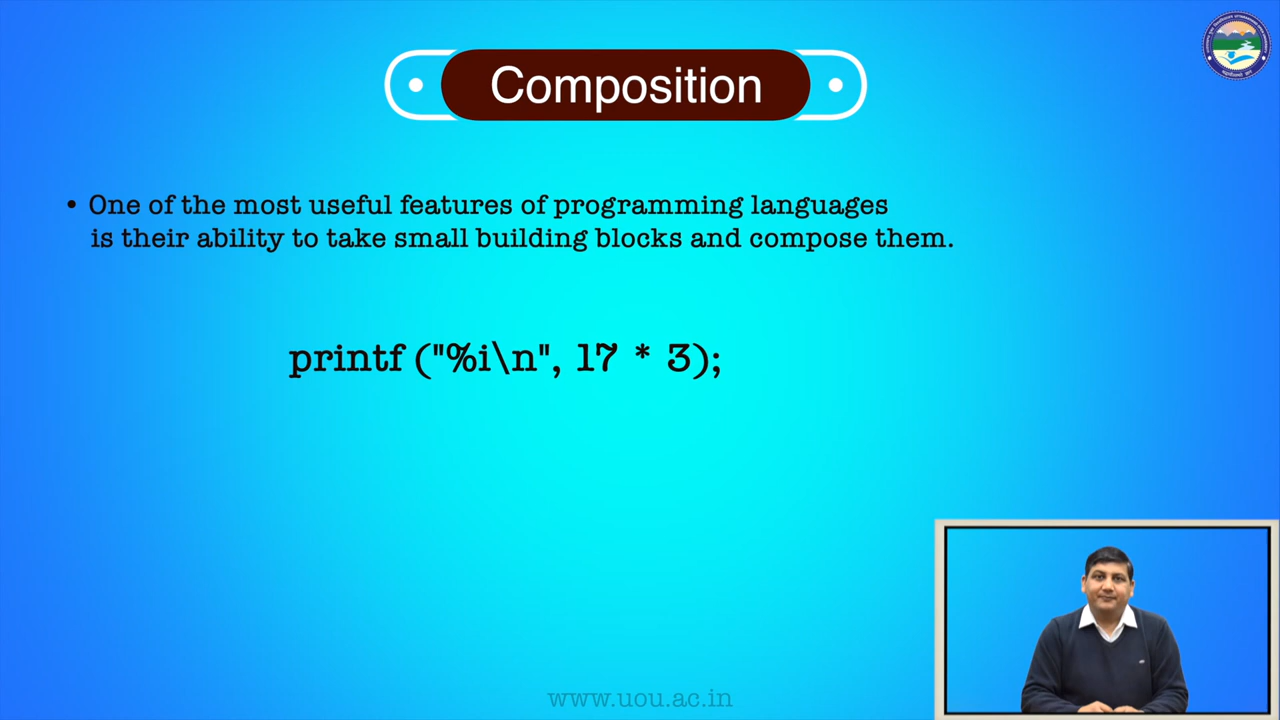 Composition
• One of the most useful features of programming languages
is their ability to take small building blocks and compose them.
printf ("%i\n", 17 * 3);
www.uou.ac.in